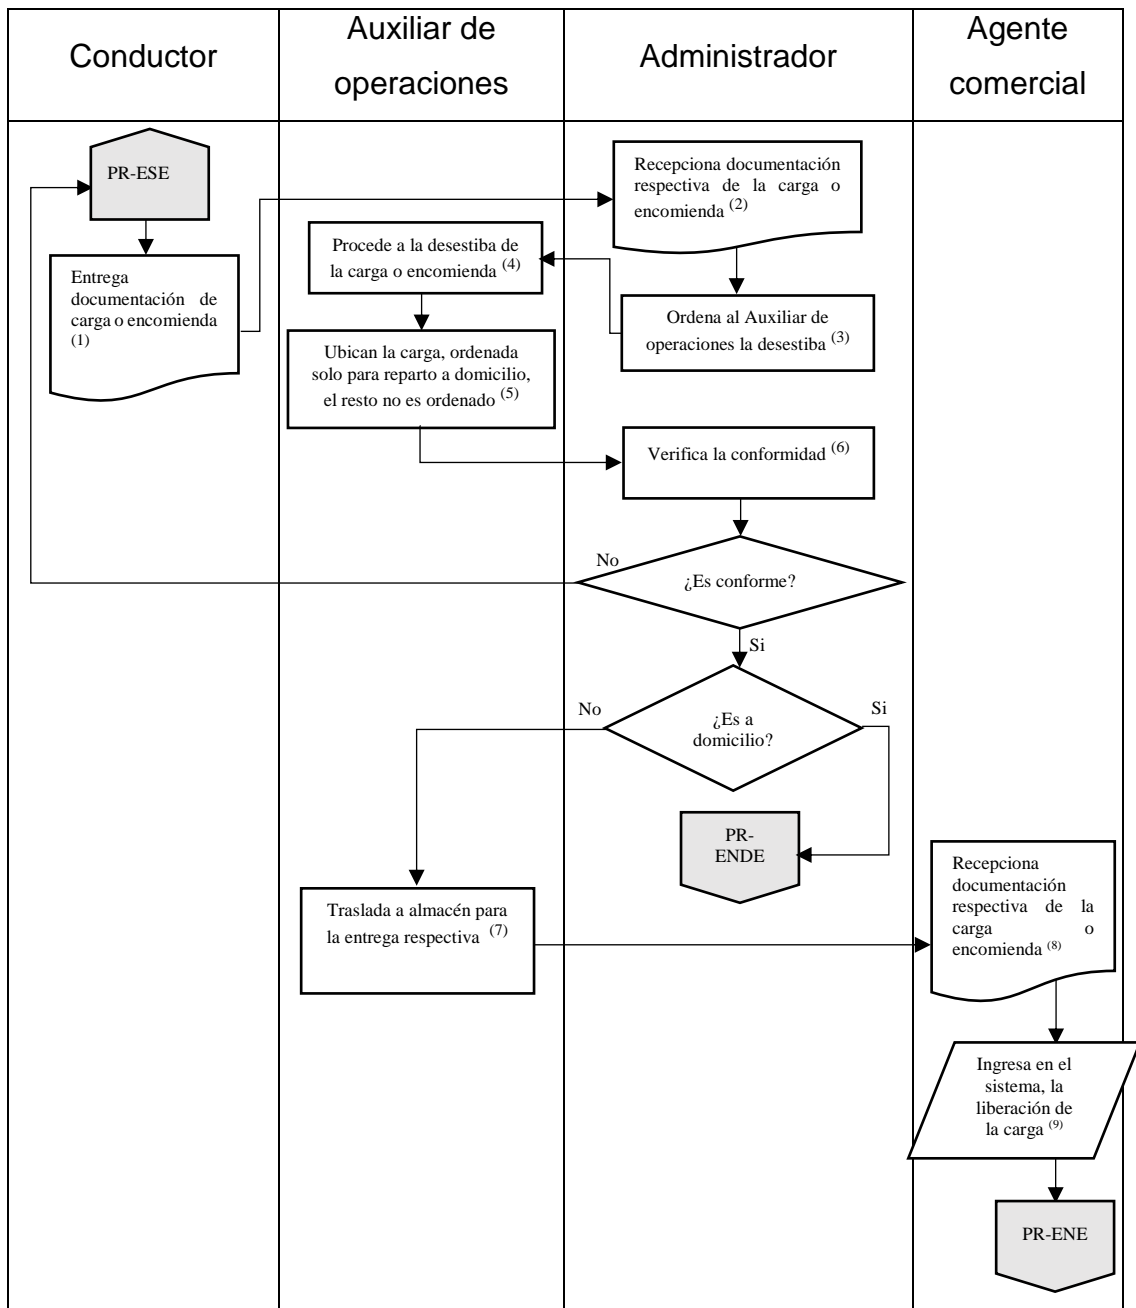 Conductor
Auxiliar de
operaciones
Administrador
Agente
comercial
PR-ESE
Entrega
documentación de
carga o encomienda
(1)
Recepciona documentación
respectiva de la carga o
encomienda (2)
Ordena al Auxiliar de
operaciones la desestiba (3)
Procede a la desestiba de
la carga o encomienda (4)
Ubican la carga, ordenada
solo para reparto a domicilio,
el resto no es ordenado (5)
Verifica la conformidad (6)
No
¿Es conforme?
Si
No
¿Es a
domicilio?
Si
PR-
ENDE
Traslada a almacén para
la entrega respectiva (7)
Recepciona
documentación
respectiva de la
carga o
encomienda (8)
Ingresa en el
sistema, la
liberación de
la carga (9)
PR-ENE